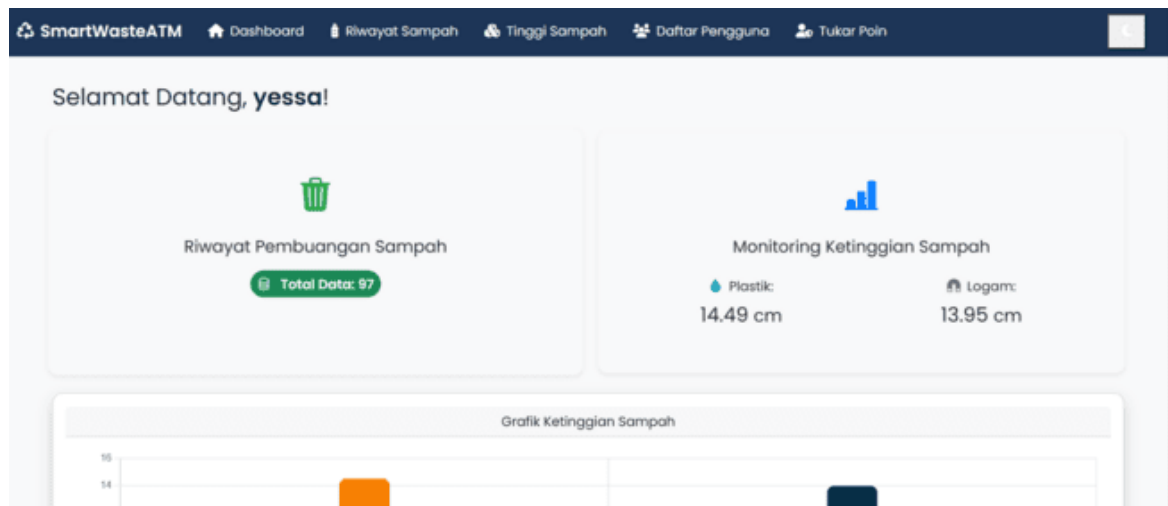 SmartWasteATM Dashboard Riwayat Sampah Tinggi Sampah Daftar Pengguna Tukar Poin
Selamat Datang, yessa!
Riwayat Pembuangan Sampah
Total Data: 97
Monitoring Ketinggian Sampah
Plastik: Logam:
14.49 cm 13.95 cm
Grafik Ketinggian Sampah
16
14